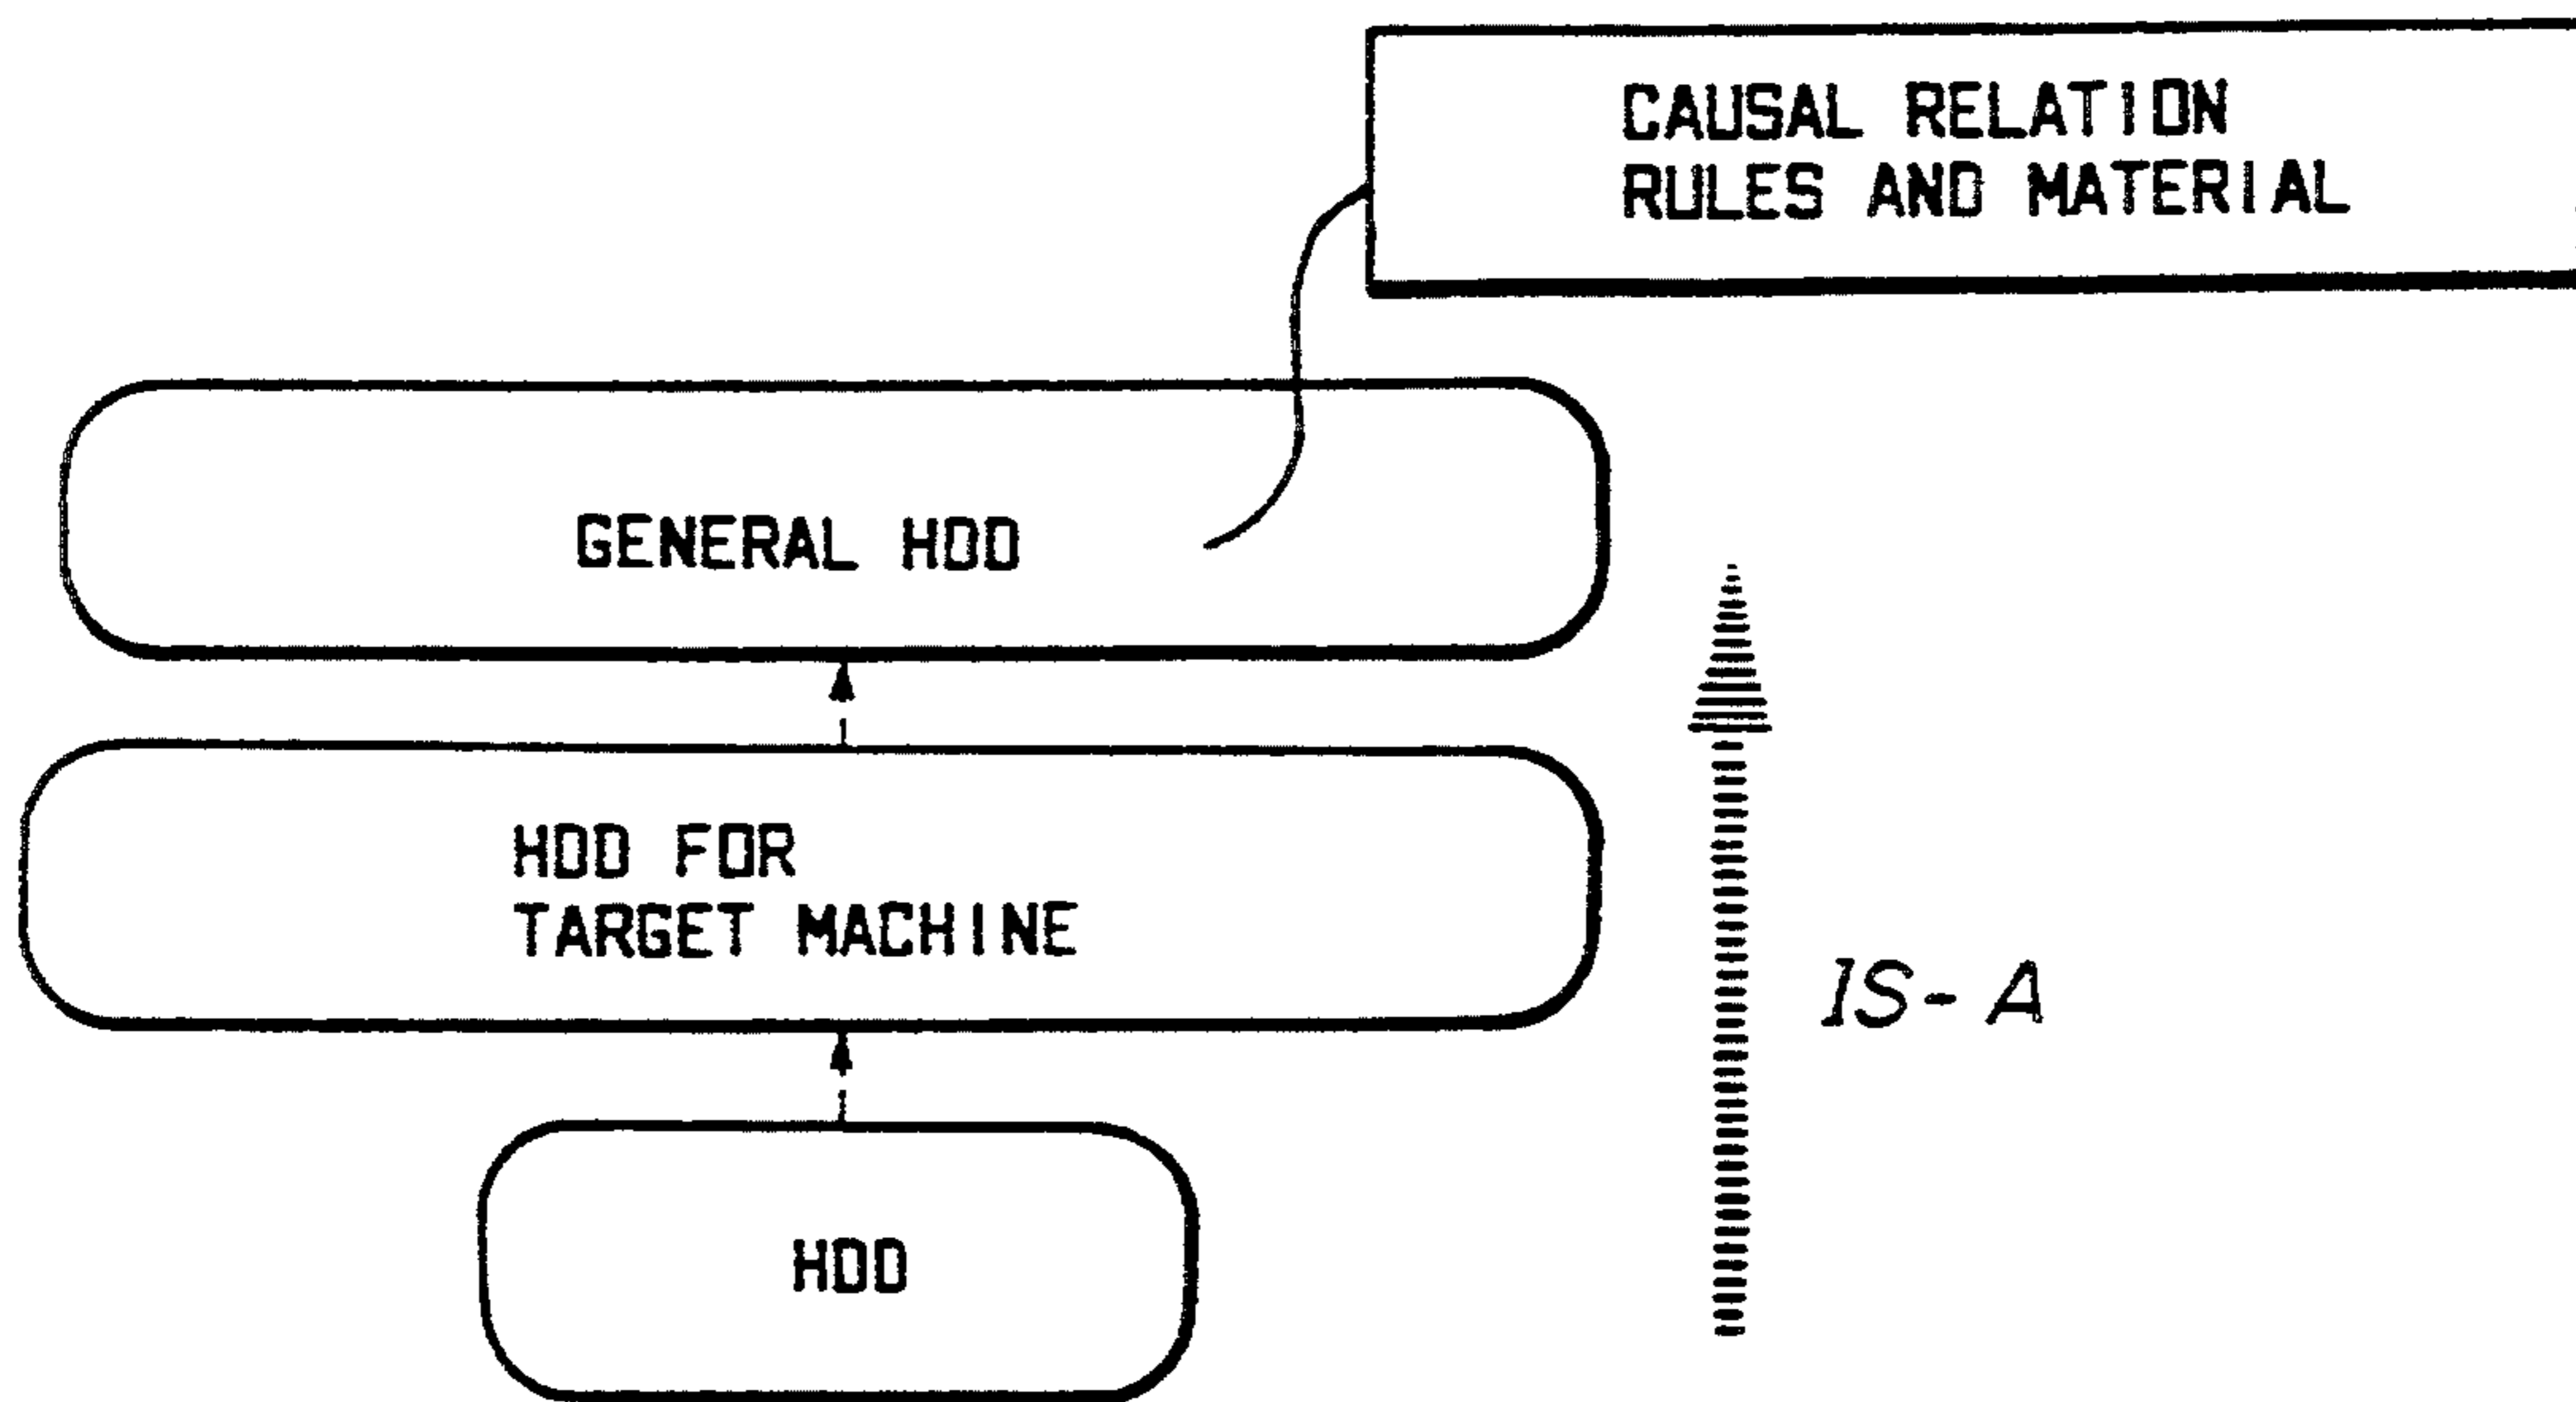 CAUSAL RELATION
RULES AND MATERIAL
GENERAL HDD
HDD FOR
TARGET MACHINE
IS-A
HDD